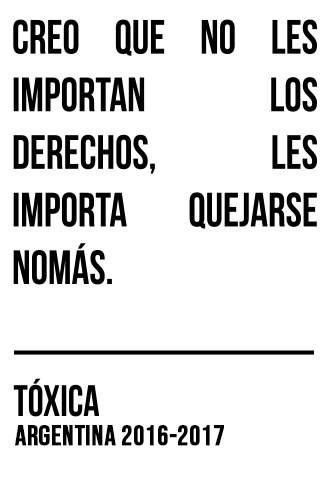 CREO QUE NO LES
IMPORTAN LOS
DERECHOS, LES
IMPORTA QUEJARSE
NOMÁS.
TÓXICA
ARGENTINA 2016-2017